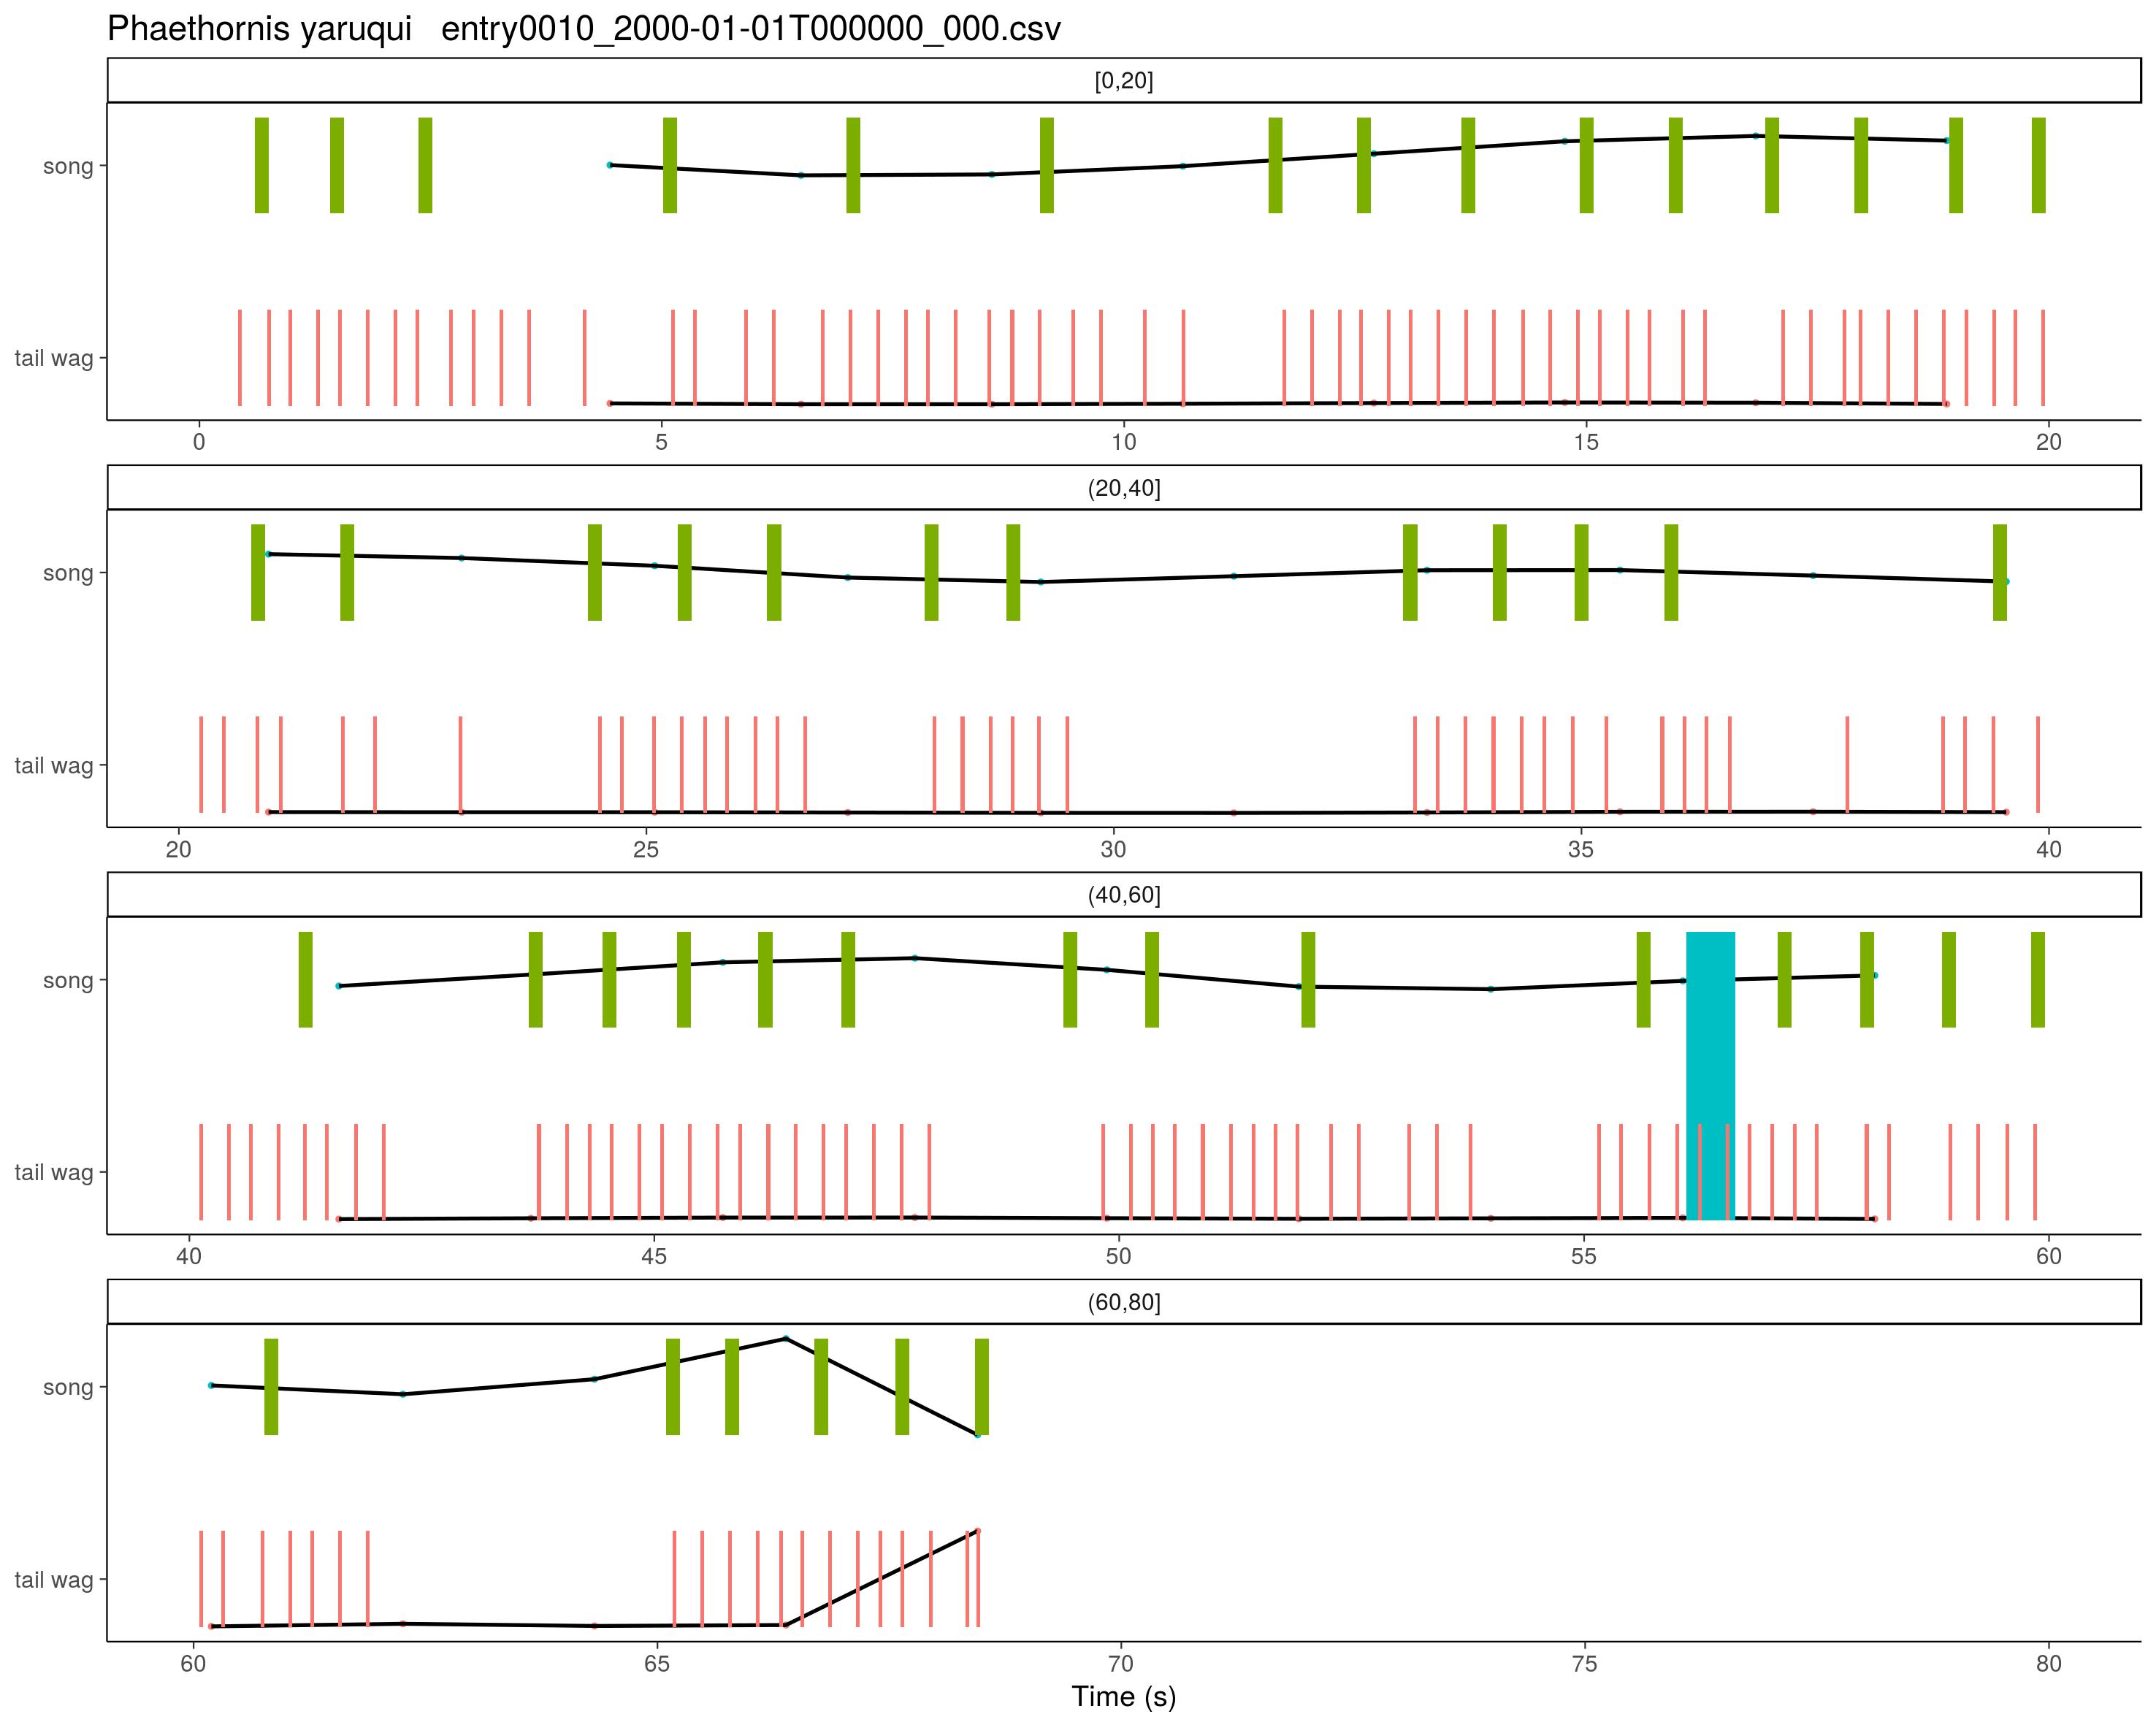 Phaethornis yaruqui   entry0010_2000-01-01T000000_000.csv
[0,20]
song
tail wag
0 5 10 15 20
(20,40]
song
tail wag
20 25 30 35 40
(40,60]
song
tail wag
40 45 50 55 60
(60,80]
song
tail wag
60 65 70 75 80
Time (s)